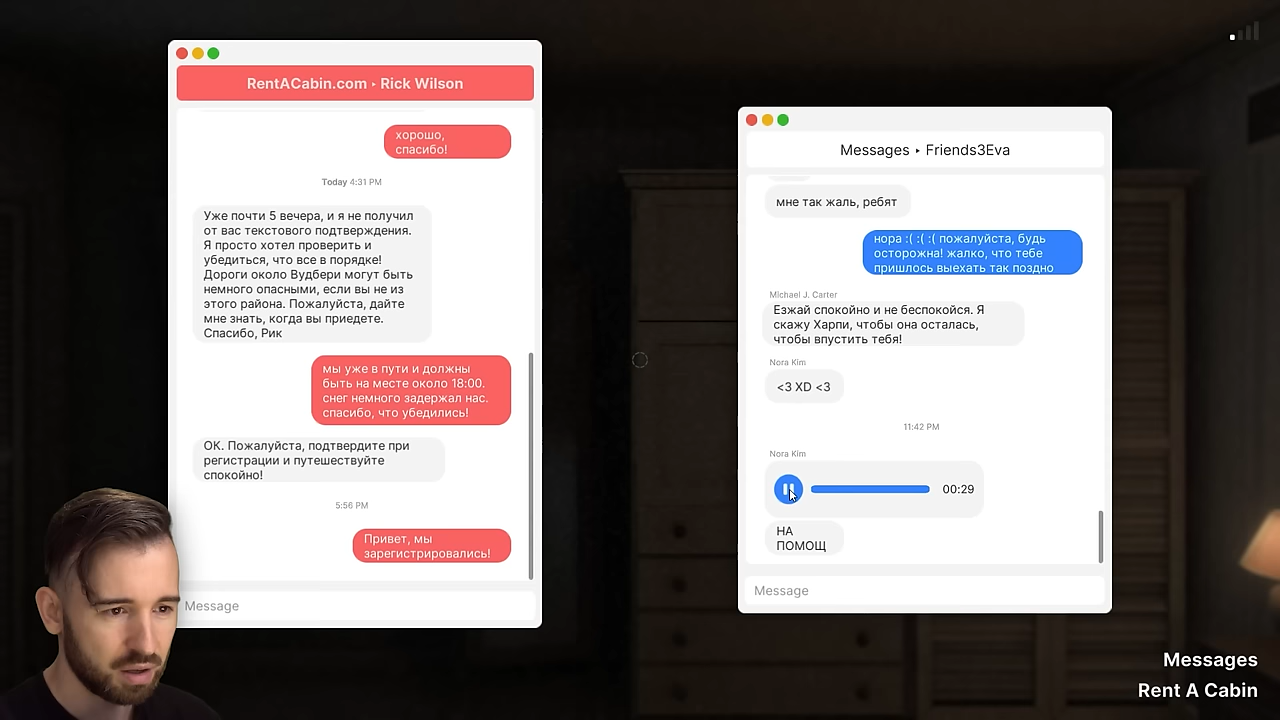 RentACabin.com ‣ Rick Wilson
хорошо,
спасибо!
Today 4:31 PM
Уже почти 5 вечера, и я не получил
от вас текстового подтверждения.
Я просто хотел проверить и
убедиться, что все в порядке!
Дороги около Вудбери могут быть
немного опасными, если вы не из
этого района. Пожалуйста, дайте
мне знать, когда вы приедете.
Спасибо, Рик
мы уже в пути и должны
быть на месте около 18:00.
снег немного задержал нас.
спасибо, что убедились!
ОК. Пожалуйста, подтвердите при
регистрации и путешествуйте
спокойно!
5:56 PM
Привет, мы
зарегистрировались!
Message
Messages ‣ Friends3Eva
мне так жаль, ребят
нора :( :( :( пожалуйста, будь
осторожна! жалко, что тебе
пришлось выехать так поздно
Michael J. Carter
Езжай спокойно и не беспокойся. Я
скажу Харпи, чтобы она осталась,
чтобы впустить тебя!
Nora Kim
<3 XD <3
11:42 PM
Nora Kim
00:29
НА
ПОМОЩ
Message
Messages
Rent A Cabin